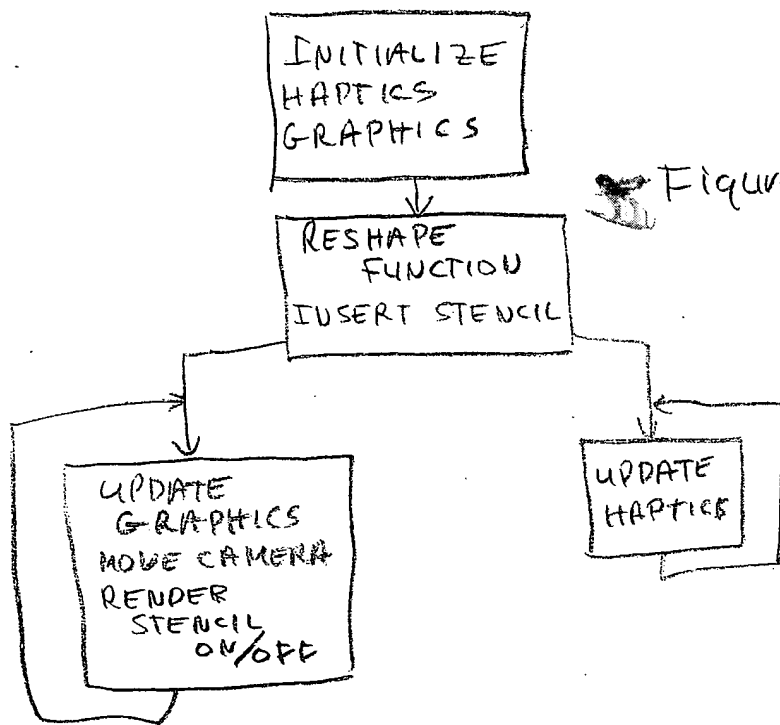 INITIALIZE
HAPTICS
GRAPHICS
Figur
RESHAPE
FUNCTION
INSERT STENCIL
UPDATE
GRAPHICS
MOVE CAMERA
RENDER
STENCIL
ON/OFF
UPDATE
HAPTICS